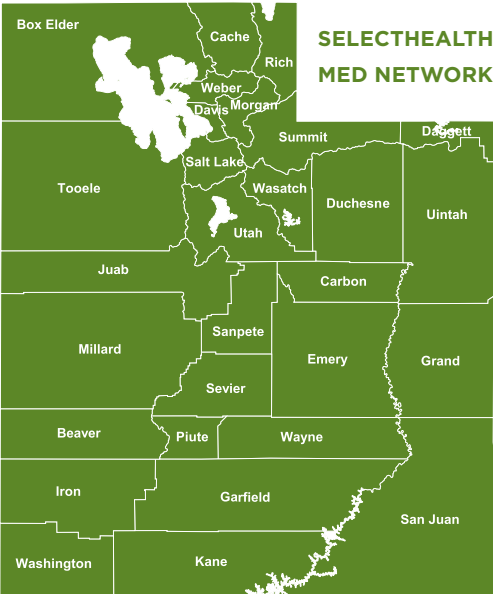 SELECTHEALTH
MED NETWORK
Box Elder
Cache
Rich
Weber
Davis
Morgan
Summit
Daggett
Salt Lake
Tooele
Wasatch
Duchesne
Uintah
Utah
Juab
Carbon
Sanpete
Millard
Emery
Grand
Sevier
Beaver
Piute
Wayne
Iron
Garfield
San Juan
Washington
Kane